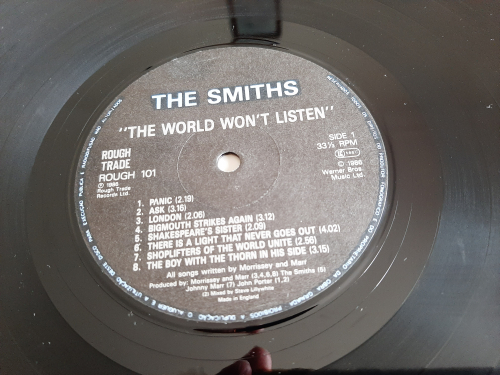 THE SMITHS
"THE WORLD WON'T LISTEN"
ROUGH
TRADE
ROUGH 101
℗ 1986
Rough Trade
Records Ltd.
SIDE 1
33⅓ RPM
© 1986
Warner Bros.
Music Ltd
1. PANIC (2.19)
2. ASK (3.16)
3. LONDON (2.06)
4. BIGMOUTH STRIKES AGAIN (3.12)
5. SHAKESPEARE'S SISTER (2.09)
6. THERE IS A LIGHT THAT NEVER GOES OUT (4.02)
7. SHOPLIFTERS OF THE WORLD UNITE (2.56)
8. THE BOY WITH THE THORN IN HIS SIDE (3.15)
All songs written by Morrissey and Marr
Produced by: Morrissey and Marr (3,4,6,8) The Smiths (5)
Johnny Marr (7) John Porter (1,2)
(2) Mixed by Steve Lillywhite
Made in England